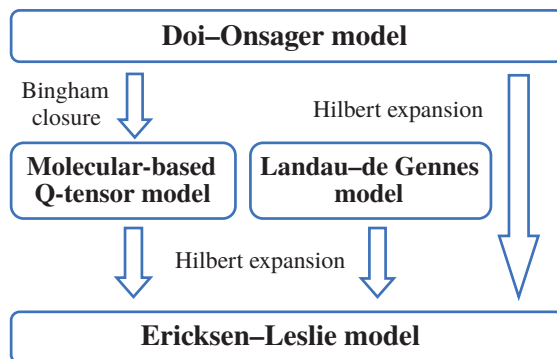 Doi–Onsager model
Bingham
closure
Hilbert expansion
Molecular-based
Q-tensor model
Landau–de Gennes
model
Hilbert expansion
Ericksen–Leslie model